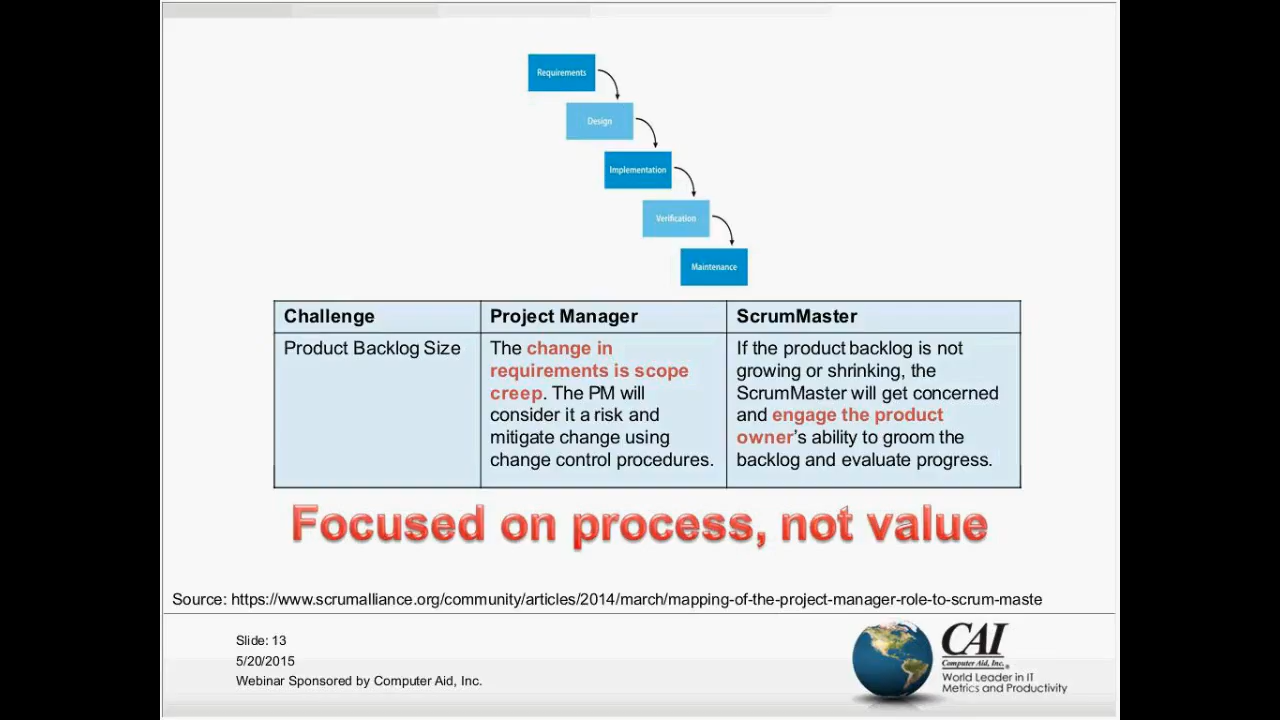 Requirements
Design
Implementation
Verification
Maintenance
Challenge
Project Manager
ScrumMaster
Product Backlog Size
The change in
requirements is scope
creep. The PM will
consider it a risk and
mitigate change using
change control procedures.
If the product backlog is not
growing or shrinking, the
ScrumMaster will get concerned
and engage the product
owner's ability to groom the
backlog and evaluate progress.
Focused on process, not value
Source: https://www.scrumalliance.org/community/articles/2014/march/mapping-of-the-project-manager-role-to-scrum-maste
Slide: 13
5/20/2015
Webinar Sponsored by Computer Aid, Inc.
CAI
Computer Aid, Inc.®
World Leader in IT
Metrics and Productivity